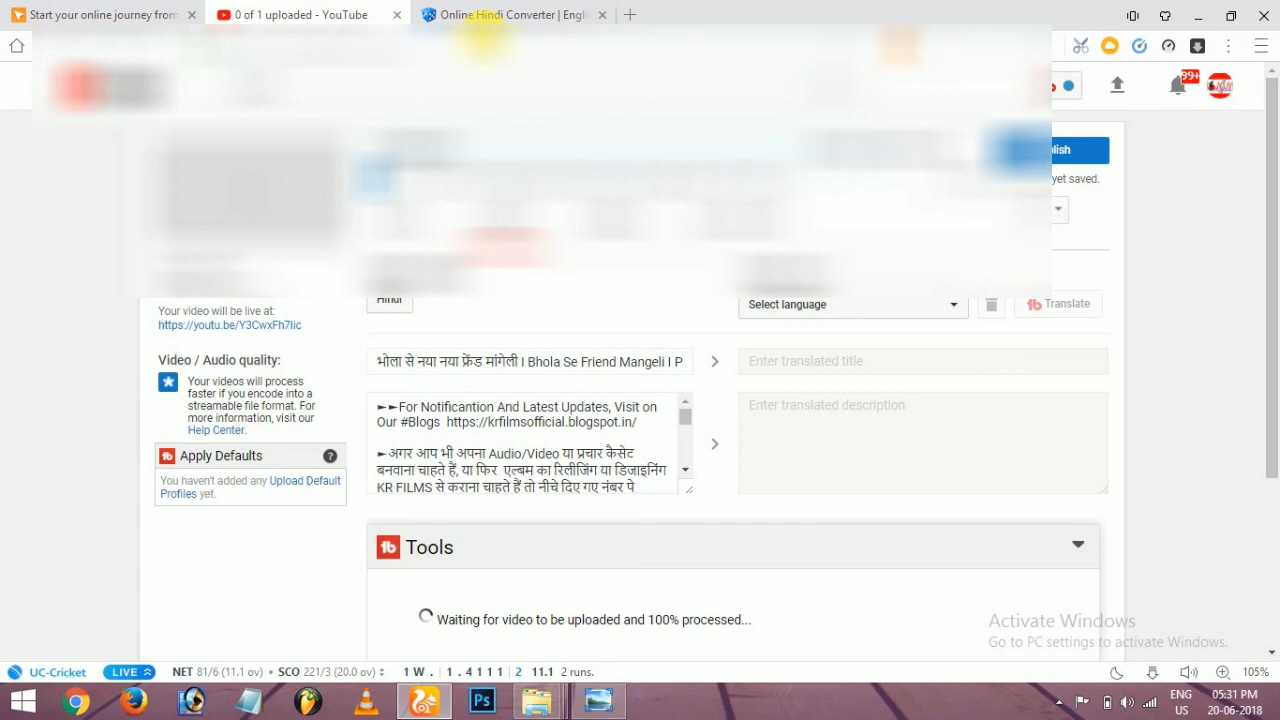 Start your online journey from
0 of 1 uploaded - YouTube
Online Hindi Converter | Engli
99+
lish
yet saved.
Hindi
Select language
Translate
Your video will be live at:
https://youtu.be/Y3CwxFh7Iic
Video / Audio quality:
Your videos will process
faster if you encode into a
streamable file format. For
more information, visit our
Help Center.
Apply Defaults
You haven't added any Upload Default
Profiles yet.
भोला से नया नया फ्रेंड मांगेली I Bhola Se Friend Mangeli I P
Enter translated title
►►For Notificantion And Latest Updates, Visit on
Our #Blogs https://krfilmsofficial.blogspot.in/
►अगर आप भी अपना Audio/Video या प्रचार कैसेट
बनवाना चाहते हैं, या फिर एल्बम का रिलीजिंग या डिजाइनिंग
KR FILMS से कराना चाहते हैं तो नीचे दिए गए नंबर पे
Enter translated description
Tools
Waiting for video to be uploaded and 100% processed...
Activate Windows
Go to PC settings to activate Windows.
UC-Cricket LIVE NET 81/6 (11.1 ov) • SCO 221/3 (20.0 ov) 1 W . 1 . 4 1 1 1 2 11.1 2 runs.
105%
Ps
ENG
US
05:31 PM
20-06-2018